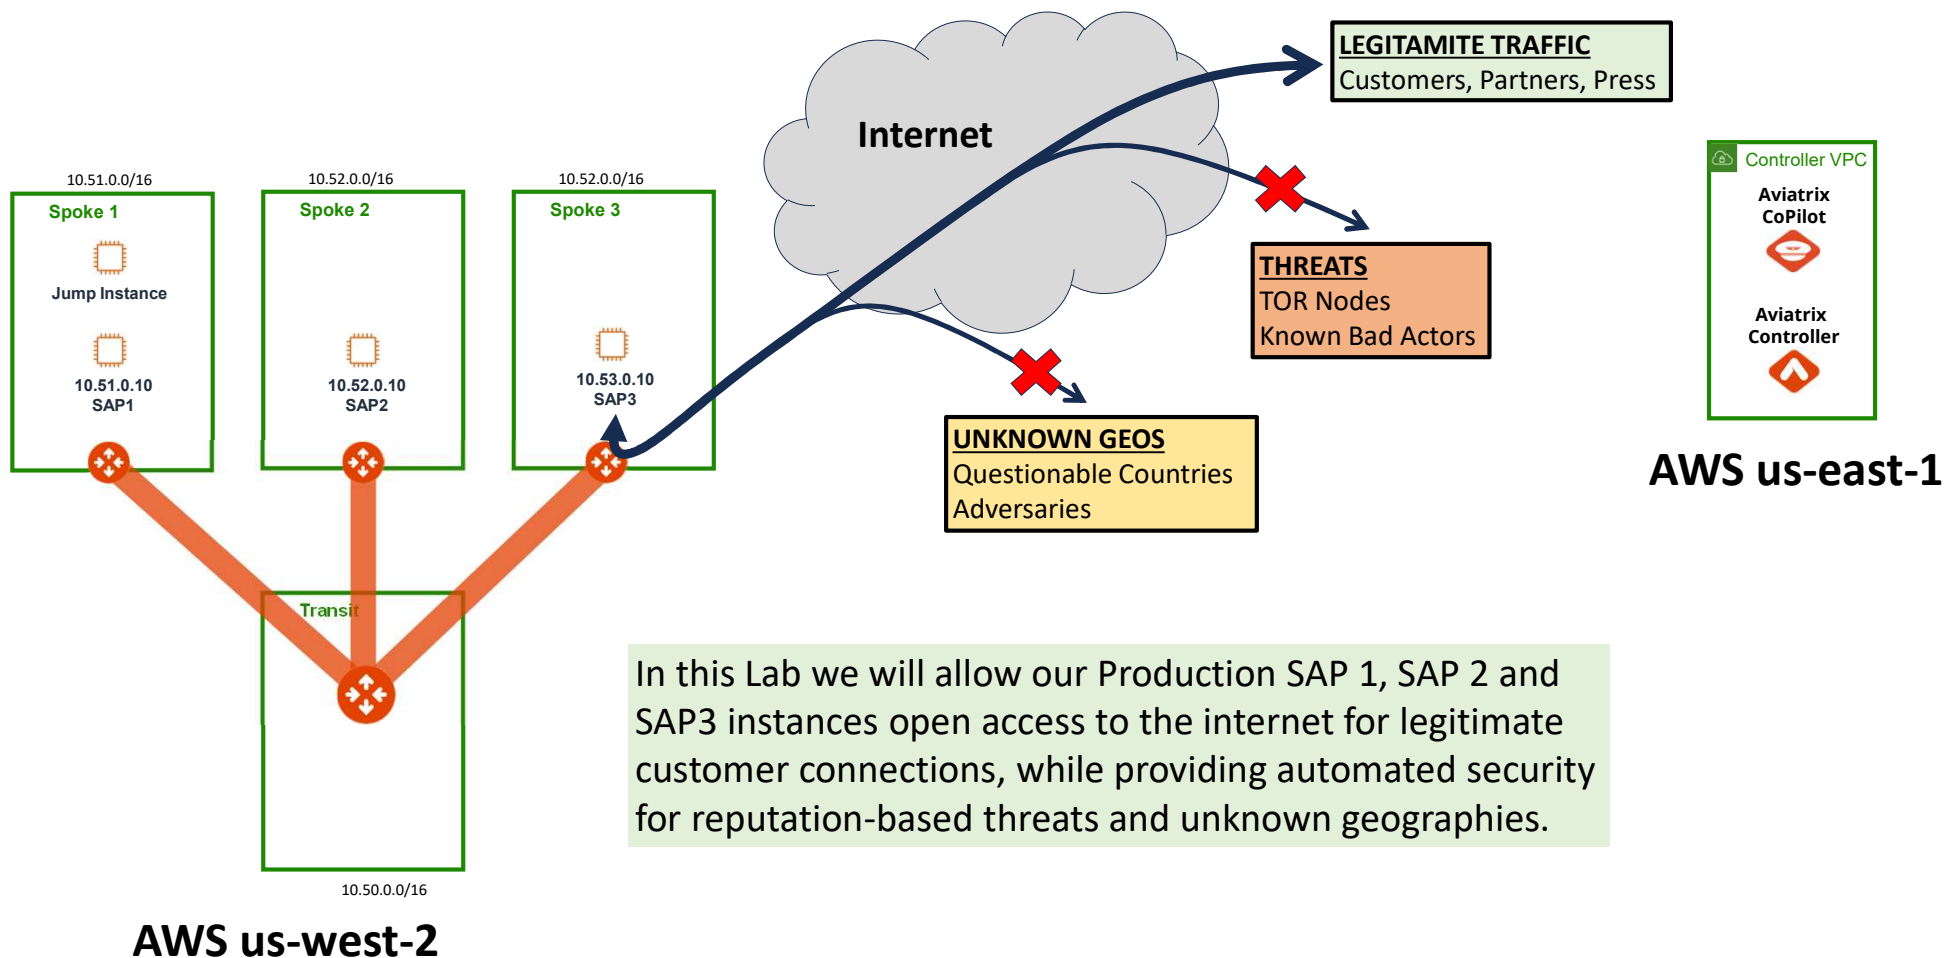 LEGITAMITE TRAFFIC
Customers, Partners, Press
Internet
Controller VPC
Aviatrix
CoPilot
Aviatrix
Controller
AWS us-east-1
10.51.0.0/16
10.52.0.0/16
10.52.0.0/16
Spoke 1
Spoke 2
Spoke 3
Jump Instance
10.51.0.10
SAP1
10.52.0.10
SAP2
10.53.0.10
SAP3
THREATS
TOR Nodes
Known Bad Actors
UNKNOWN GEOS
Questionable Countries
Adversaries
Transit
In this Lab we will allow our Production SAP 1, SAP 2 and
SAP3 instances open access to the internet for legitimate
customer connections, while providing automated security
for reputation-based threats and unknown geographies.
10.50.0.0/16
AWS us-west-2